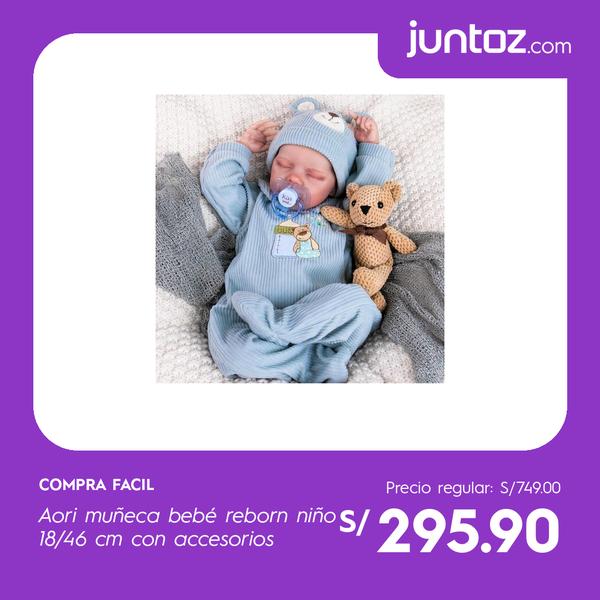 juntoz.com
COMPRA FACIL
Aori muñeca bebé reborn niño
18/46 cm con accesorios
Precio regular: S/749.00
S/ 295.90